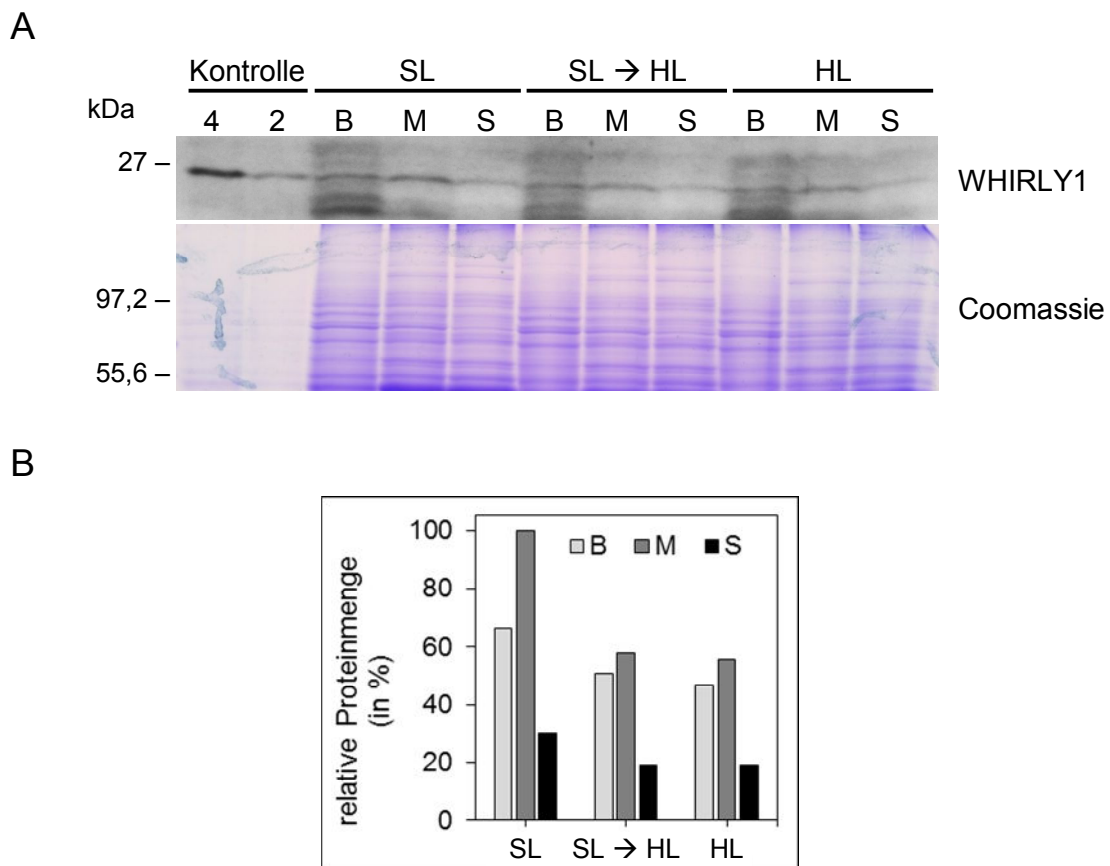 A
Kontrolle SL SL → HL HL
kDa
4 2 B M S B M S B M S
27 –
WHIRLY1
97,2 –
Coomassie
55,6 –
B
100
B M S
80
60
40
20
0
relative Proteinmenge
(in %)
SL SL → HL HL